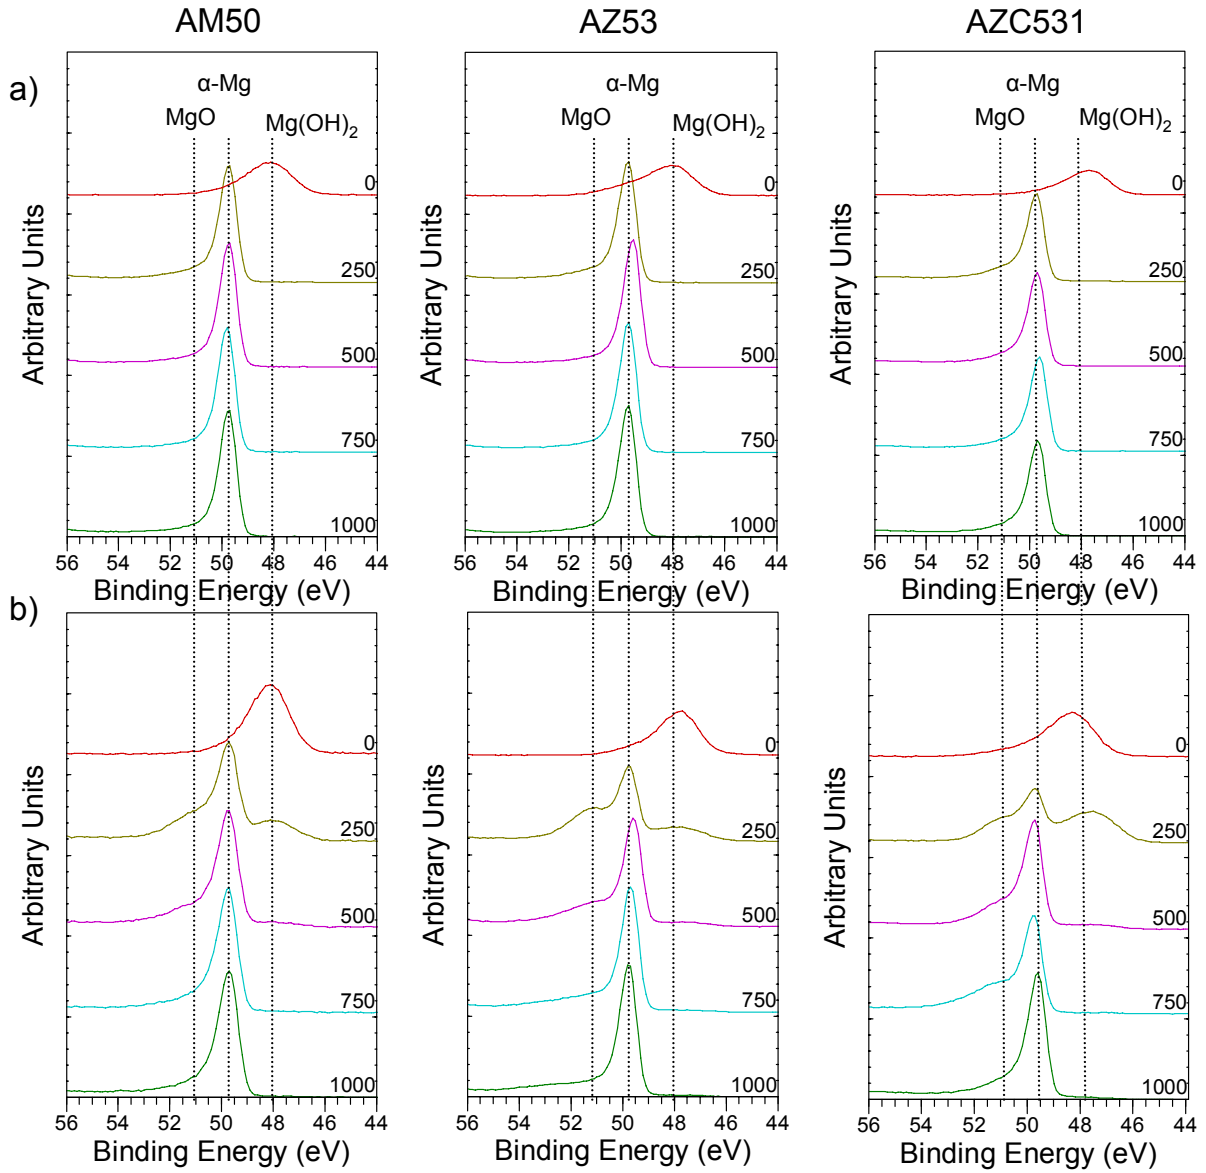 AM50 AZ53 AZC531
a)
α-Mg α-Mg α-Mg
MgO Mg(OH)2 MgO Mg(OH)2 MgO Mg(OH)2
Arbitrary Units Arbitrary Units Arbitrary Units
0 0 0
250 250 250
500 500 500
750 750 750
1000 1000 1000
56 54 52 50 48 46 44 56 54 52 50 48 46 44 56 54 52 50 48 46 44
Binding Energy (eV) Binding Energy (eV) Binding Energy (eV)
b)
Arbitrary Units Arbitrary Units Arbitrary Units
0 0 0
250 250 250
500 500 500
750 750 750
1000 1000 1000
56 54 52 50 48 46 44 56 54 52 50 48 46 44 56 54 52 50 48 46 44
Binding Energy (eV) Binding Energy (eV) Binding Energy (eV)